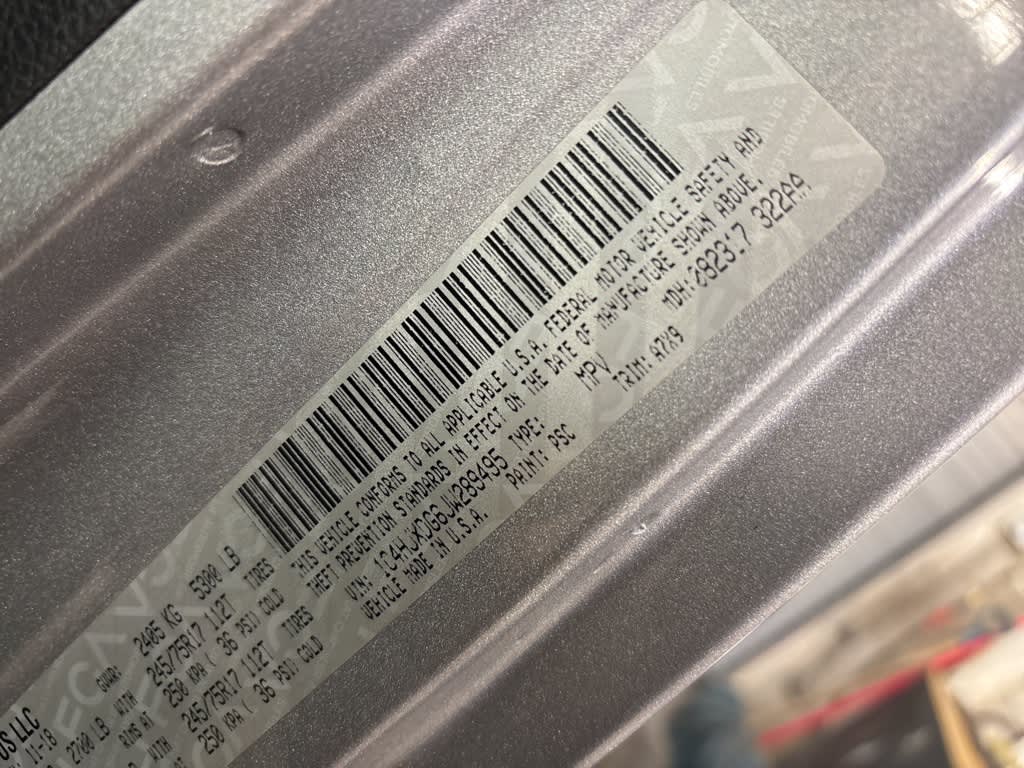 US LLC
11-18 GVWR: 2405 KG 5300 LB
2700 LB WITH 245/75R17 112T TIRES
RIMS AT 250 KPA ( 36 PSI) COLD
WITH 245/75R17 112T TIRES
250 KPA ( 36 PSI) COLD
THIS VEHICLE CONFORMS TO ALL APPLICABLE U.S.A. FEDERAL MOTOR VEHICLE SAFETY AND
THEFT PREVENTION STANDARDS IN EFFECT ON THE DATE OF MANUFACTURE SHOWN ABOVE.
VIN: 1C4HJXDG6JW289495 TYPE: MPV MDH: 092317 322AA
VEHICLE MADE IN U.S.A. PAINT: PSC TRIM: A7X9